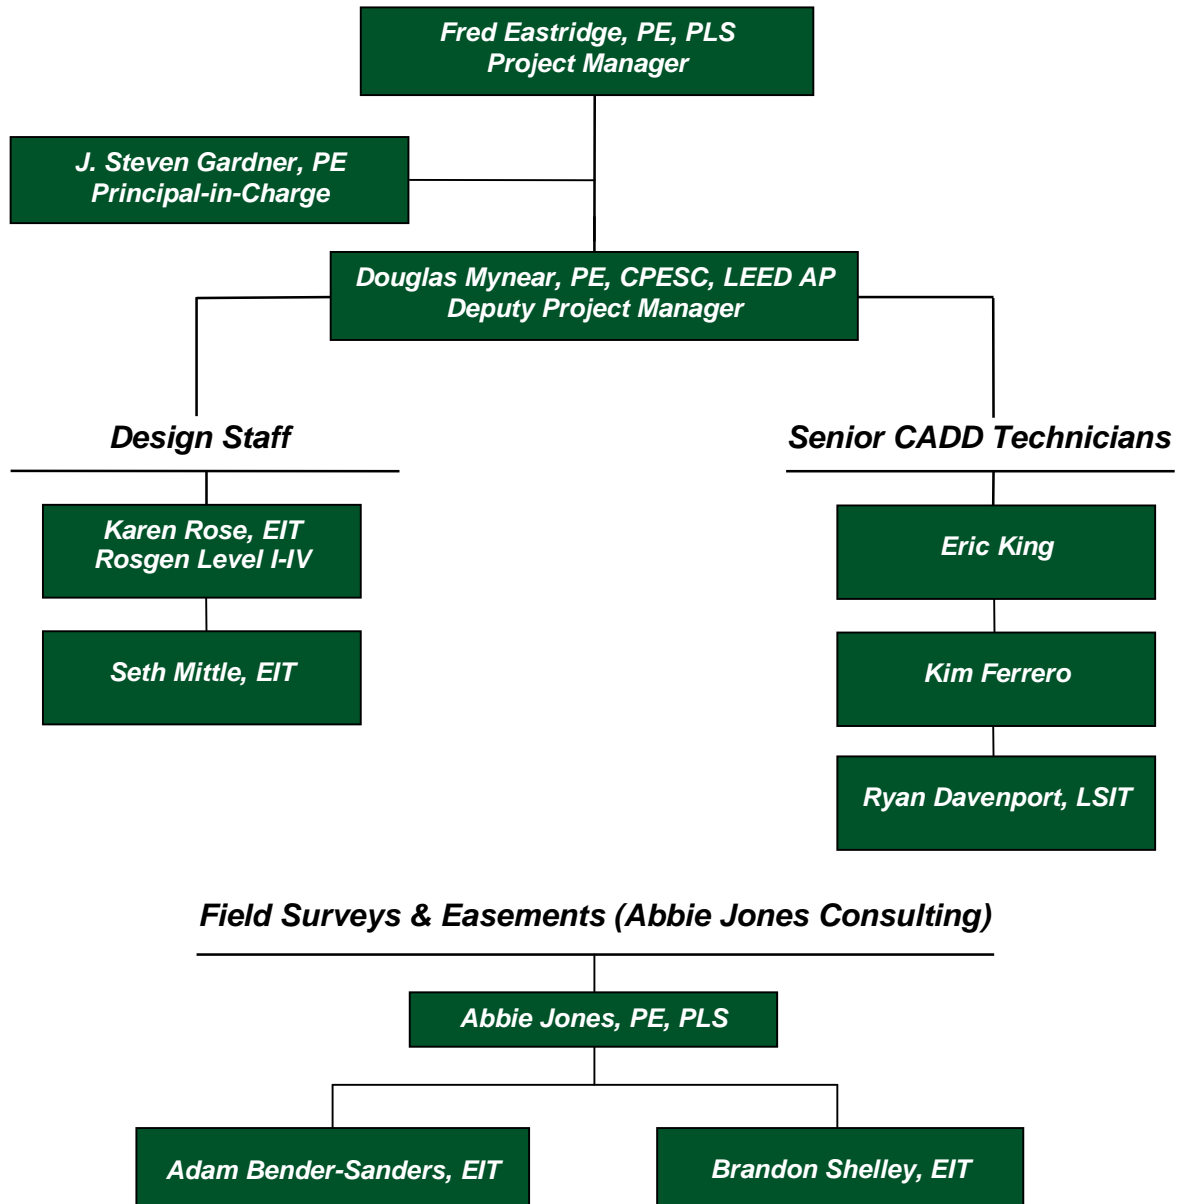 Fred Eastridge, PE, PLS
Project Manager
J. Steven Gardner, PE
Principal-in-Charge
Douglas Mynear, PE, CPESC, LEED AP
Deputy Project Manager
Design Staff
Karen Rose, EIT
Rosgen Level I-IV
Seth Mittle, EIT
Senior CADD Technicians
Eric King
Kim Ferrero
Ryan Davenport, LSIT
Field Surveys & Easements (Abbie Jones Consulting)
Abbie Jones, PE, PLS
Adam Bender-Sanders, EIT
Brandon Shelley, EIT